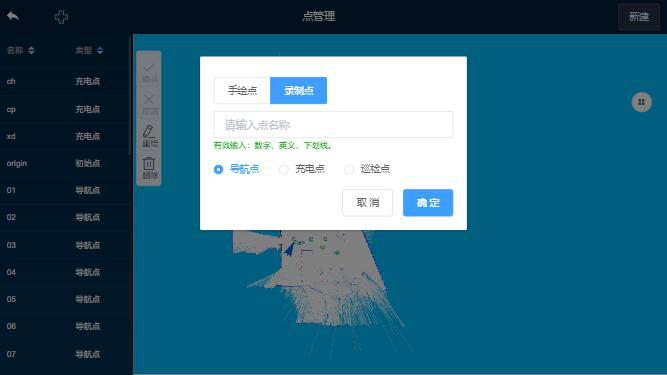 点管理
新建
名称 类型
ch 充电点
cp 充电点
xd 充电点
origin 初始点
01 导航点
02 导航点
03 导航点
04 导航点
05 导航点
06 导航点
07 导航点
确认
取消
重绘
删除
手绘点 录制点
请输入点名称
有效输入：数字、英文、下划线。
导航点 充电点 巡检点
取消 确定